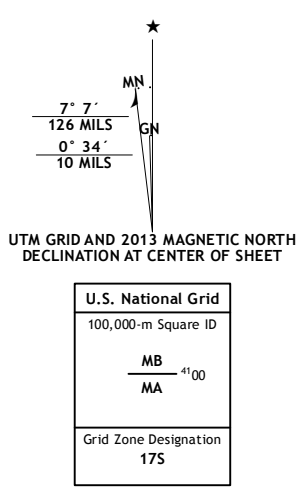 ★
MN
7° 7´
126 MILS
GN
0° 34´
10 MILS
UTM GRID AND 2013 MAGNETIC NORTH
DECLINATION AT CENTER OF SHEET
U.S. National Grid
100,000-m Square ID
MB
4100
MA
Grid Zone Designation
17S